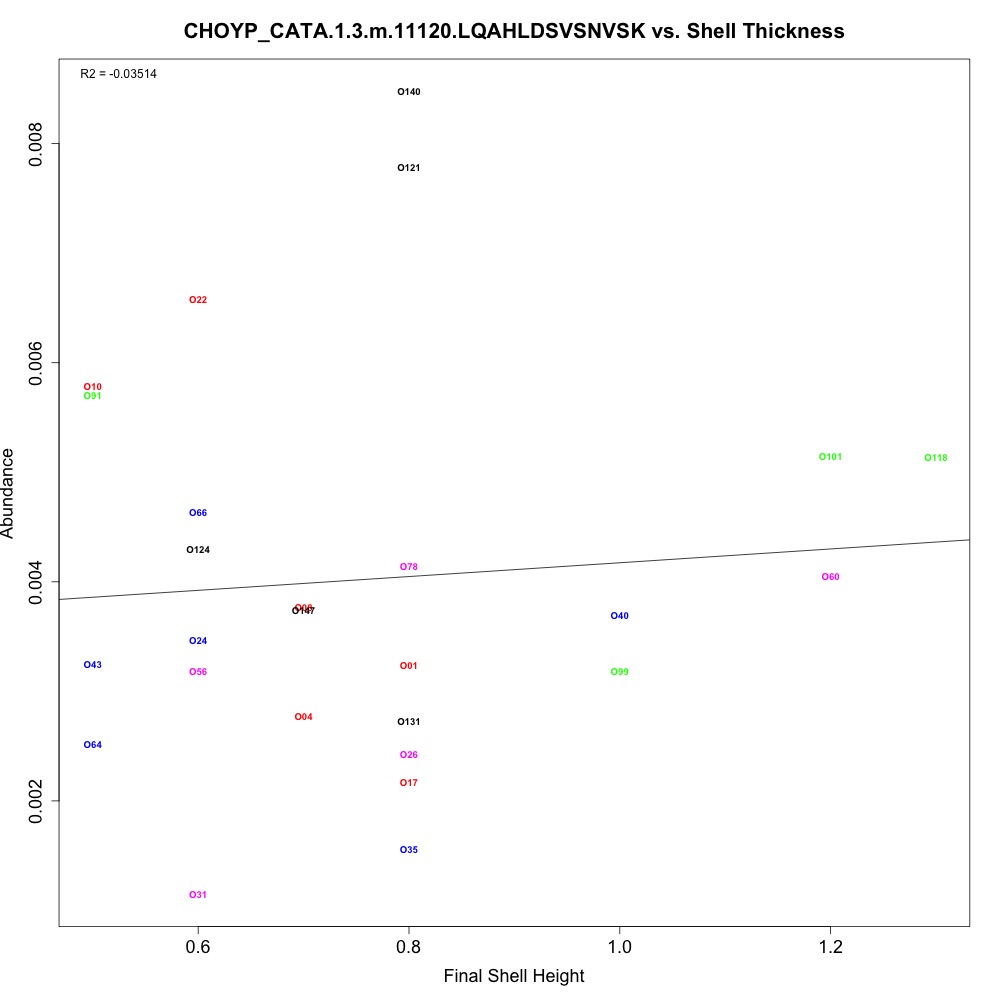 CHOYP_CATA.1.3.m.11120.LQAHLDSVSNVSK vs. Shell Thickness
R2 = -0.03514
O140
O121
0.008
O22
0.006
O10
O91
O101
O118
Abundance
O66
O124
O78
0.004
O60
O147
O40
O24
O43
O01
O56
O99
O04
O131
O64
O26
O17
0.002
O35
O31
0.6 0.8 1.0 1.2
Final Shell Height